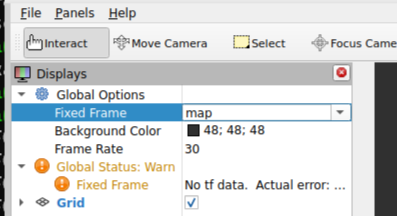 File Panels Help
Interact Move Camera Select Focus Came
Displays
Global Options
Fixed Frame map
Background Color 48; 48; 48
Frame Rate 30
Global Status: Warn
Fixed Frame No tf data. Actual error: ...
Grid